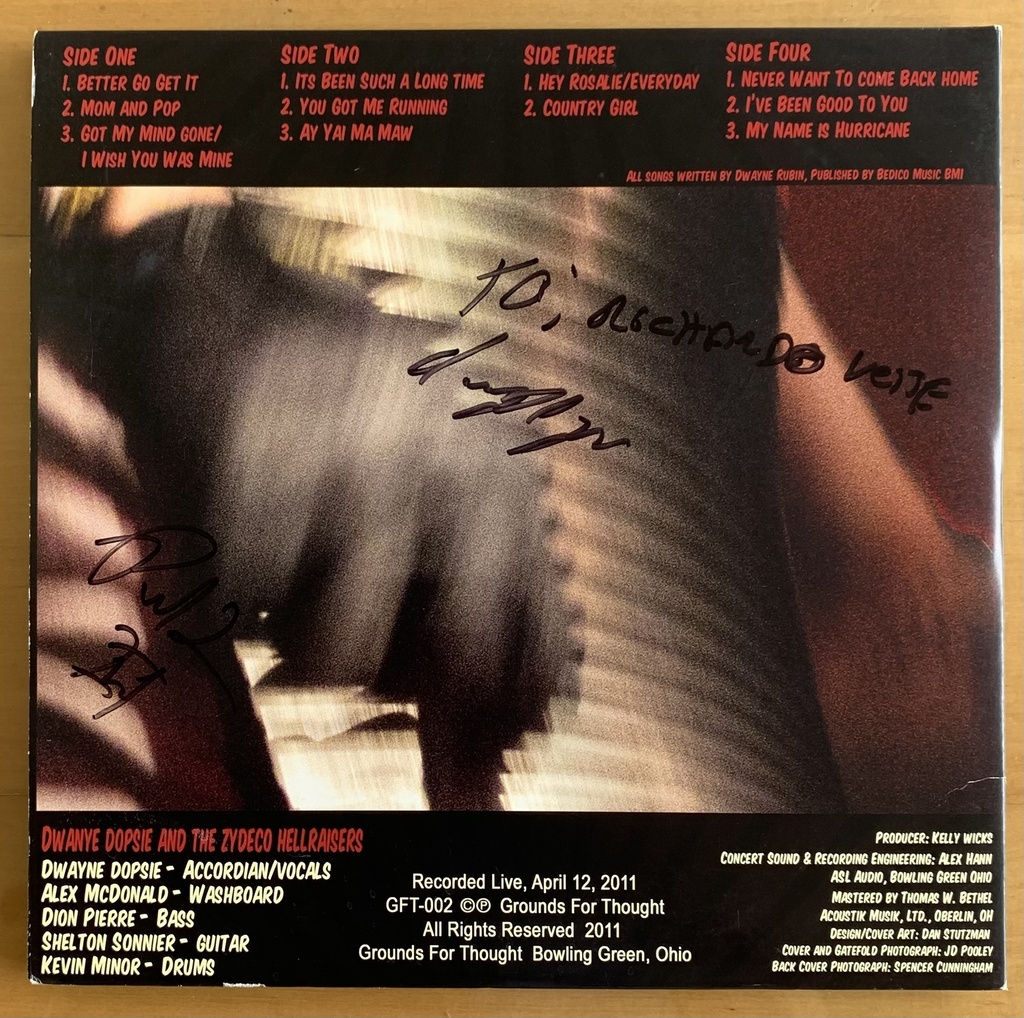 SIDE ONE
1. BETTER GO GET IT
2. MOM AND POP
3. GOT MY MIND GONE/
I WISH YOU WAS MINE
SIDE TWO
1. ITS BEEN SUCH A LONG TIME
2. YOU GOT ME RUNNING
3. AY YAI MA MAW
SIDE THREE
1. HEY ROSALIE/EVERYDAY
2. COUNTRY GIRL
SIDE FOUR
1. NEVER WANT TO COME BACK HOME
2. I'VE BEEN GOOD TO YOU
3. MY NAME IS HURRICANE
ALL SONGS WRITTEN BY DWAYNE RUBIN, PUBLISHED BY BEDICO MUSIC BMI
TO,
DWANYE DOPSIE AND THE ZYDECO HELLRAISERS
DWAYNE DOPSIE - ACCORDIAN/VOCALS
ALEX MCDONALD - WASHBOARD
DION PIERRE - BASS
SHELTON SONNIER - GUITAR
KEVIN MINOR - DRUMS
Recorded Live, April 12, 2011
GFT-002 ©℗ Grounds For Thought
All Rights Reserved 2011
Grounds For Thought Bowling Green, Ohio
PRODUCER: KELLY WICKS
CONCERT SOUND & RECORDING ENGINEERING: ALEX HANN
ASL AUDIO, BOWLING GREEN OHIO
MASTERED BY THOMAS W. BETHEL
ACOUSTIK MUSIK, LTD., OBERLIN, OH
DESIGN/COVER ART: DAN STUTZMAN
COVER AND GATEFOLD PHOTOGRAPH: JD POOLEY
BACK COVER PHOTOGRAPH: SPENCER CUNNINGHAM